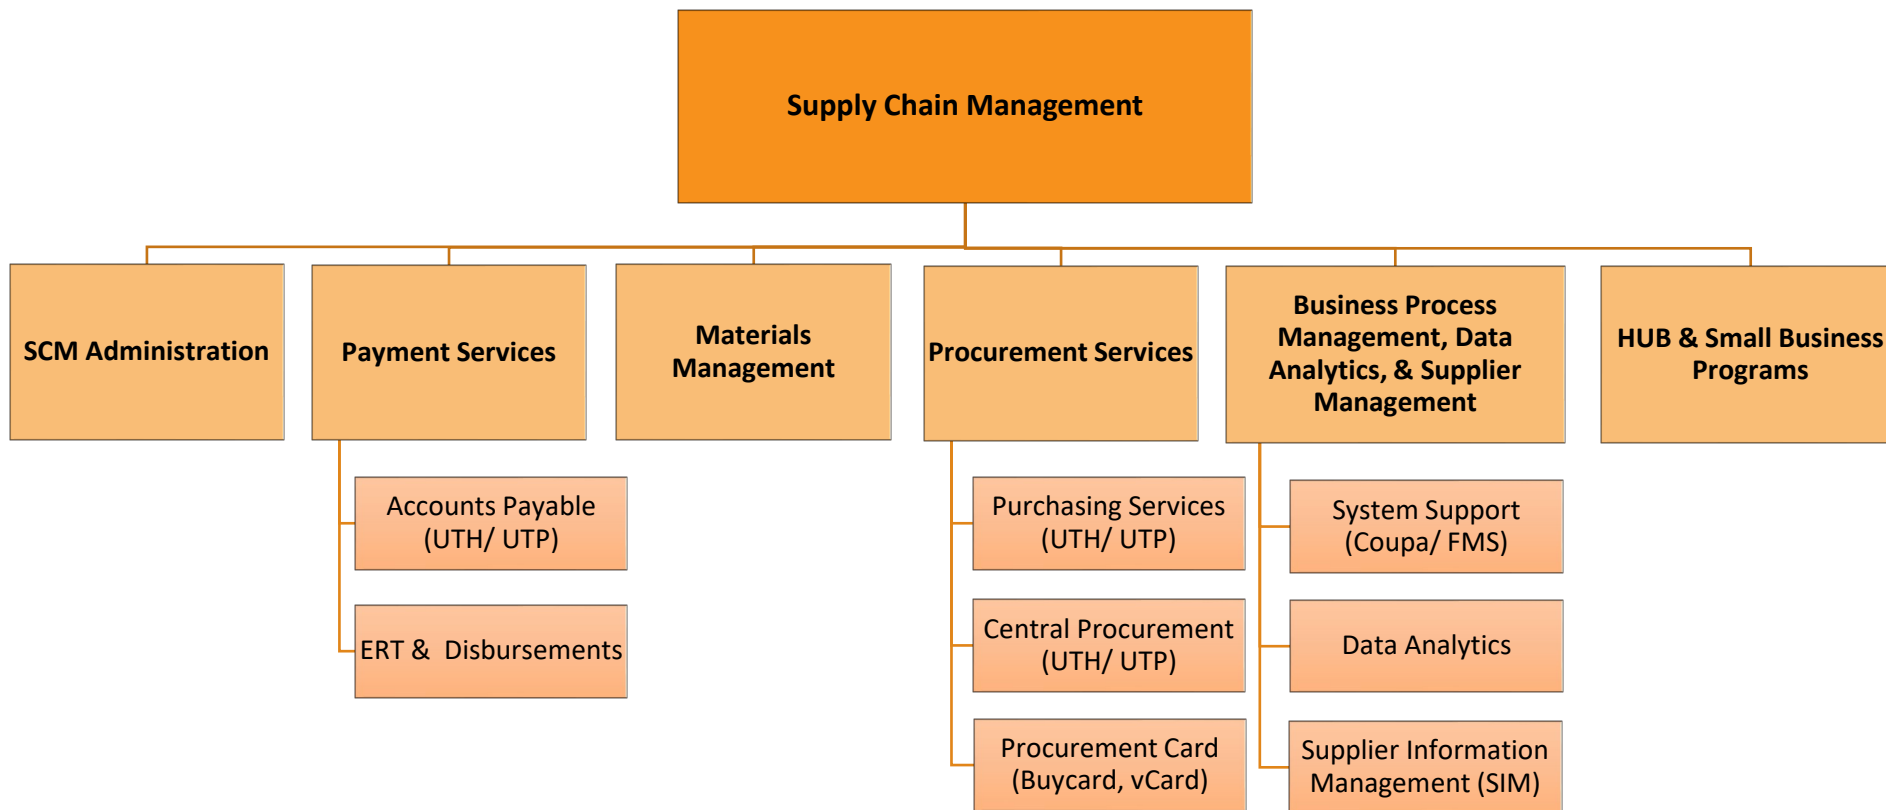 Supply Chain Management
SCM Administration
Payment Services
Materials
Management
Procurement Services
Business Process
Management, Data
Analytics, & Supplier
Management
HUB & Small Business
Programs
Accounts Payable
(UTH/ UTP)
ERT & Disbursements
Purchasing Services
(UTH/ UTP)
Central Procurement
(UTH/ UTP)
Procurement Card
(Buycard, vCard)
System Support
(Coupa/ FMS)
Data Analytics
Supplier Information
Management (SIM)